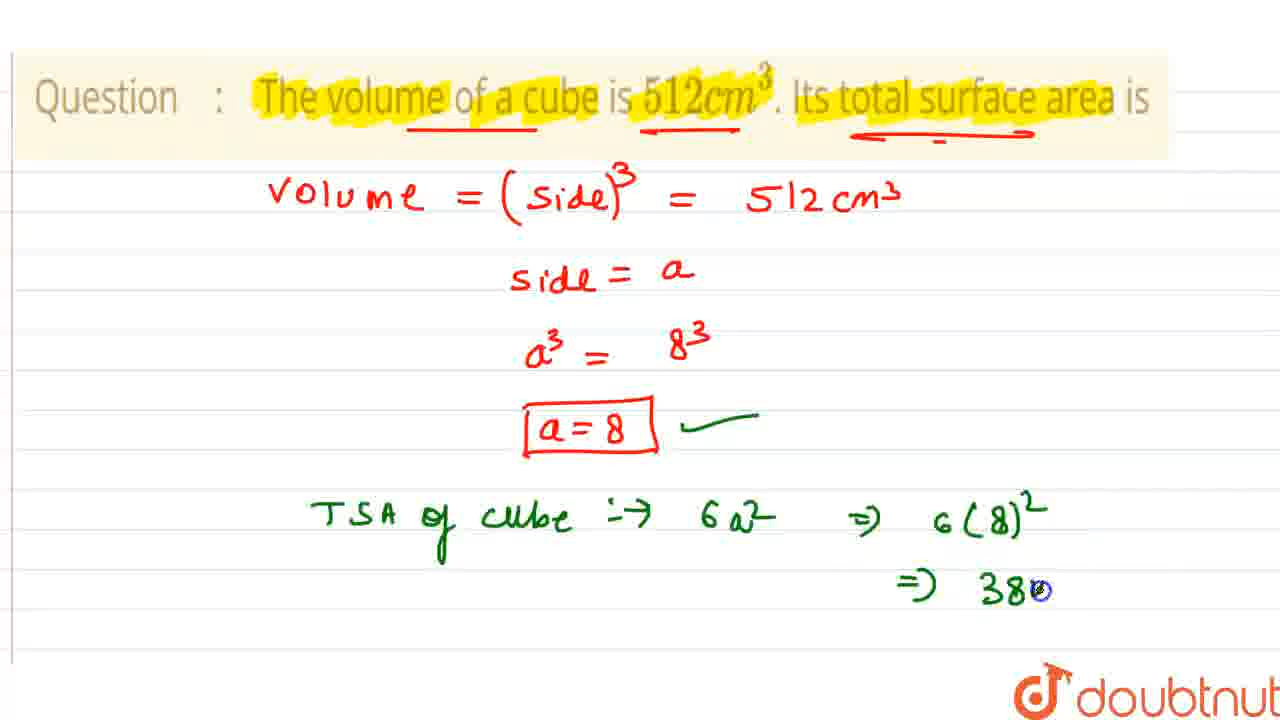 Question : The volume of a cube is 512cm³. Its total surface area is
volume = (side)³ = 512 cm³
side = a
a³ = 8³
a = 8 ✓
TSA of cube :→ 6a² ⇒ 6(8)²
⇒ 38
doubtnut